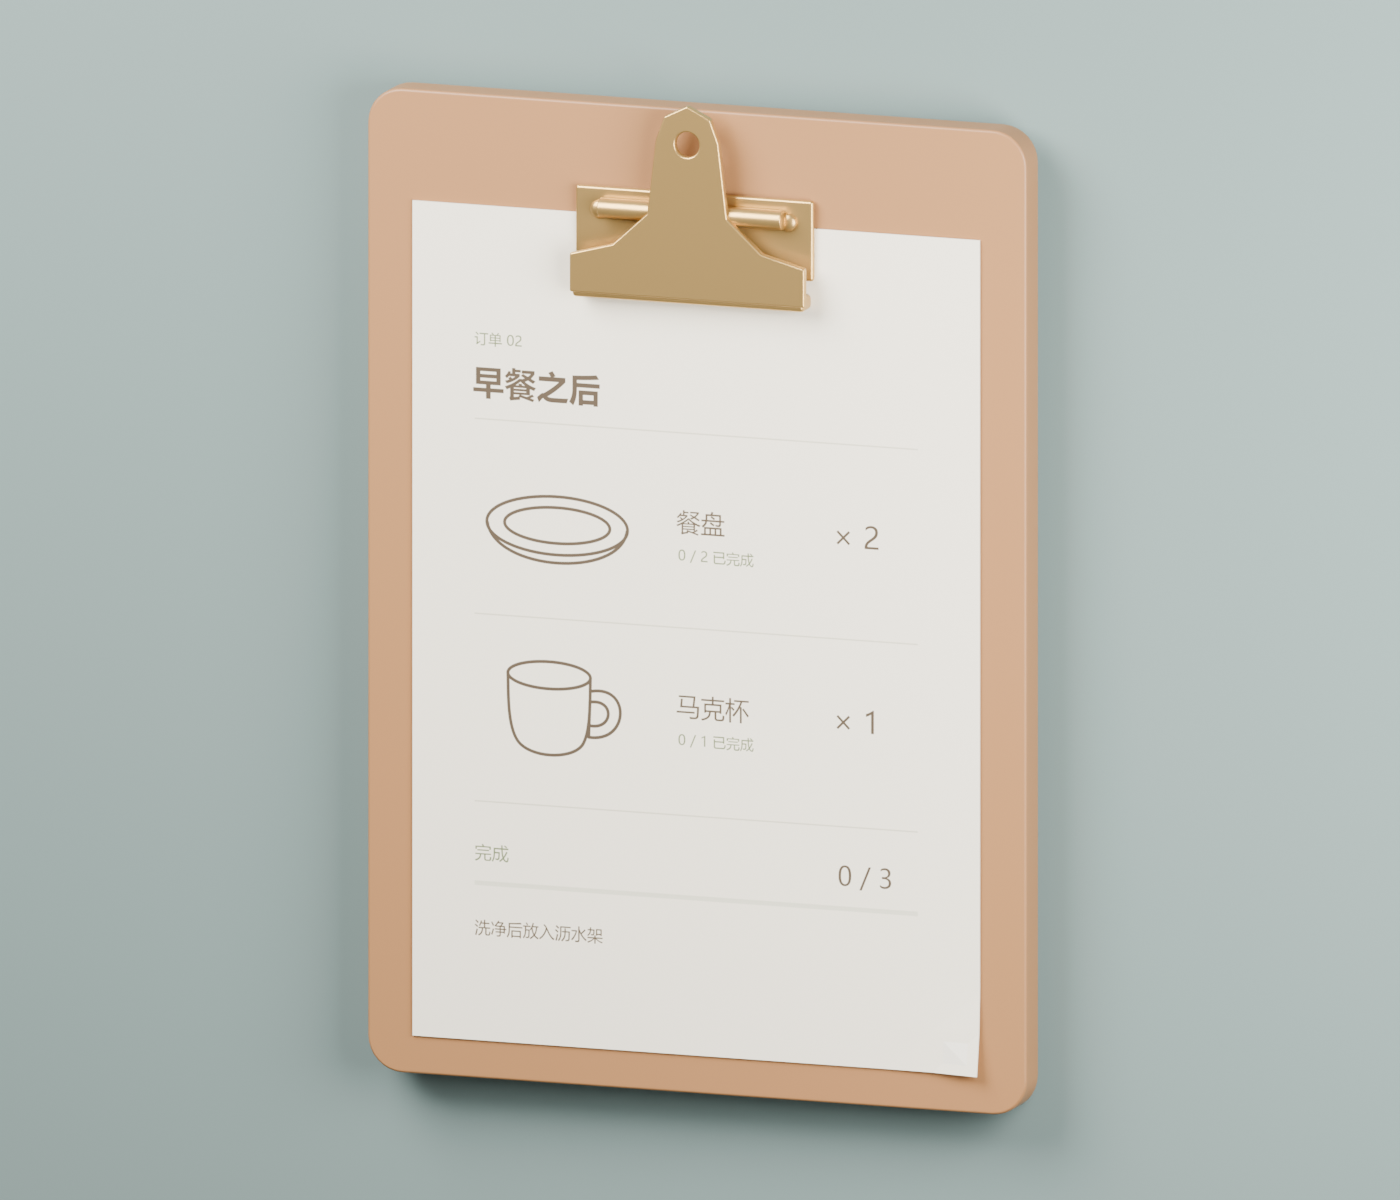 订单 02
早餐之后
餐盘
× 2
0 / 2 已完成
马克杯
× 1
0 / 1 已完成
完成
0 / 3
洗净后放入沥水架